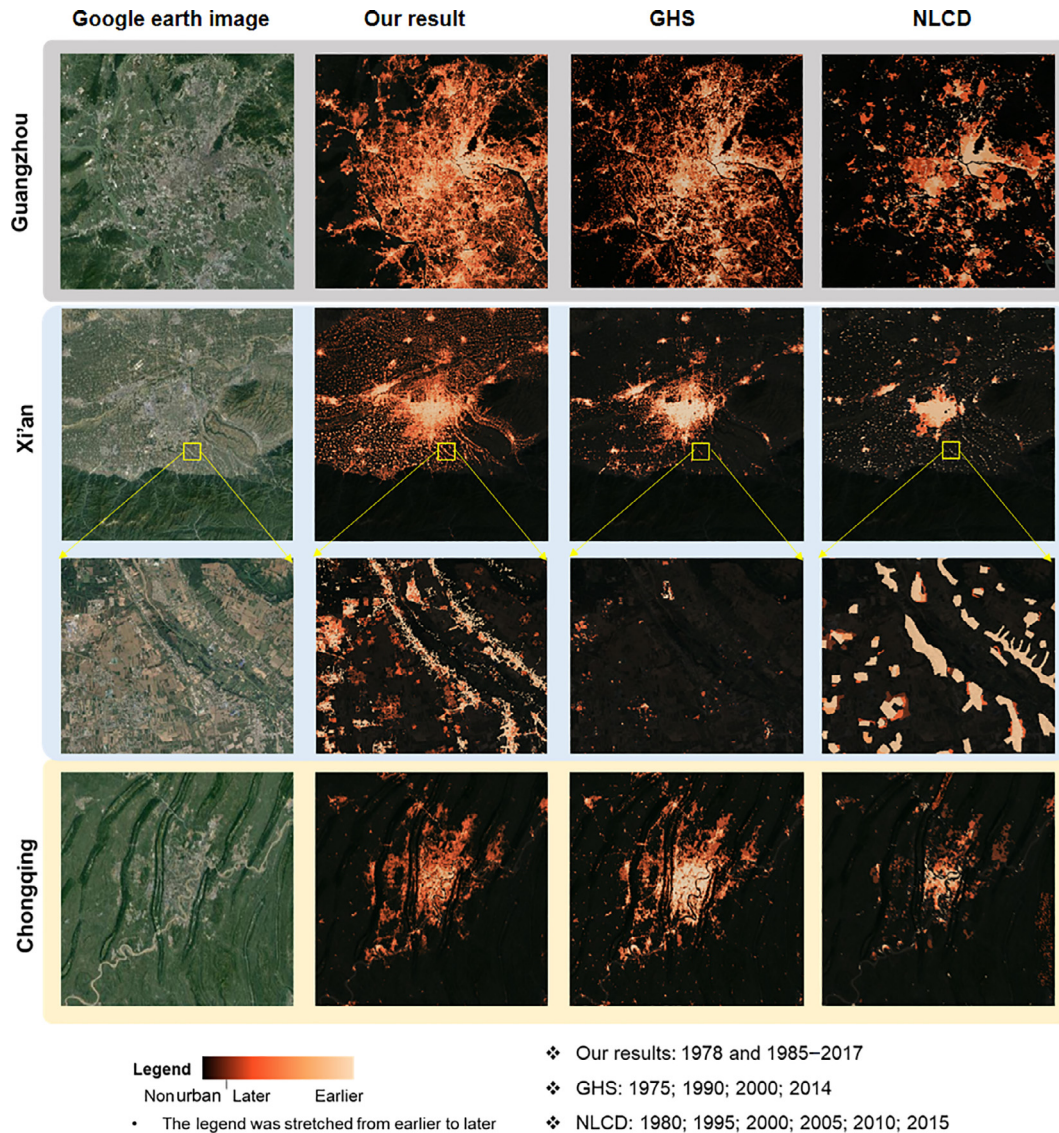 Google earth image Our result GHS NLCD
Guangzhou
Xi'an
Chongqing
Legend
Nonurban Later Earlier
• The legend was stretched from earlier to later
❖ Our results: 1978 and 1985–2017
❖ GHS: 1975; 1990; 2000; 2014
❖ NLCD: 1980; 1995; 2000; 2005; 2010; 2015